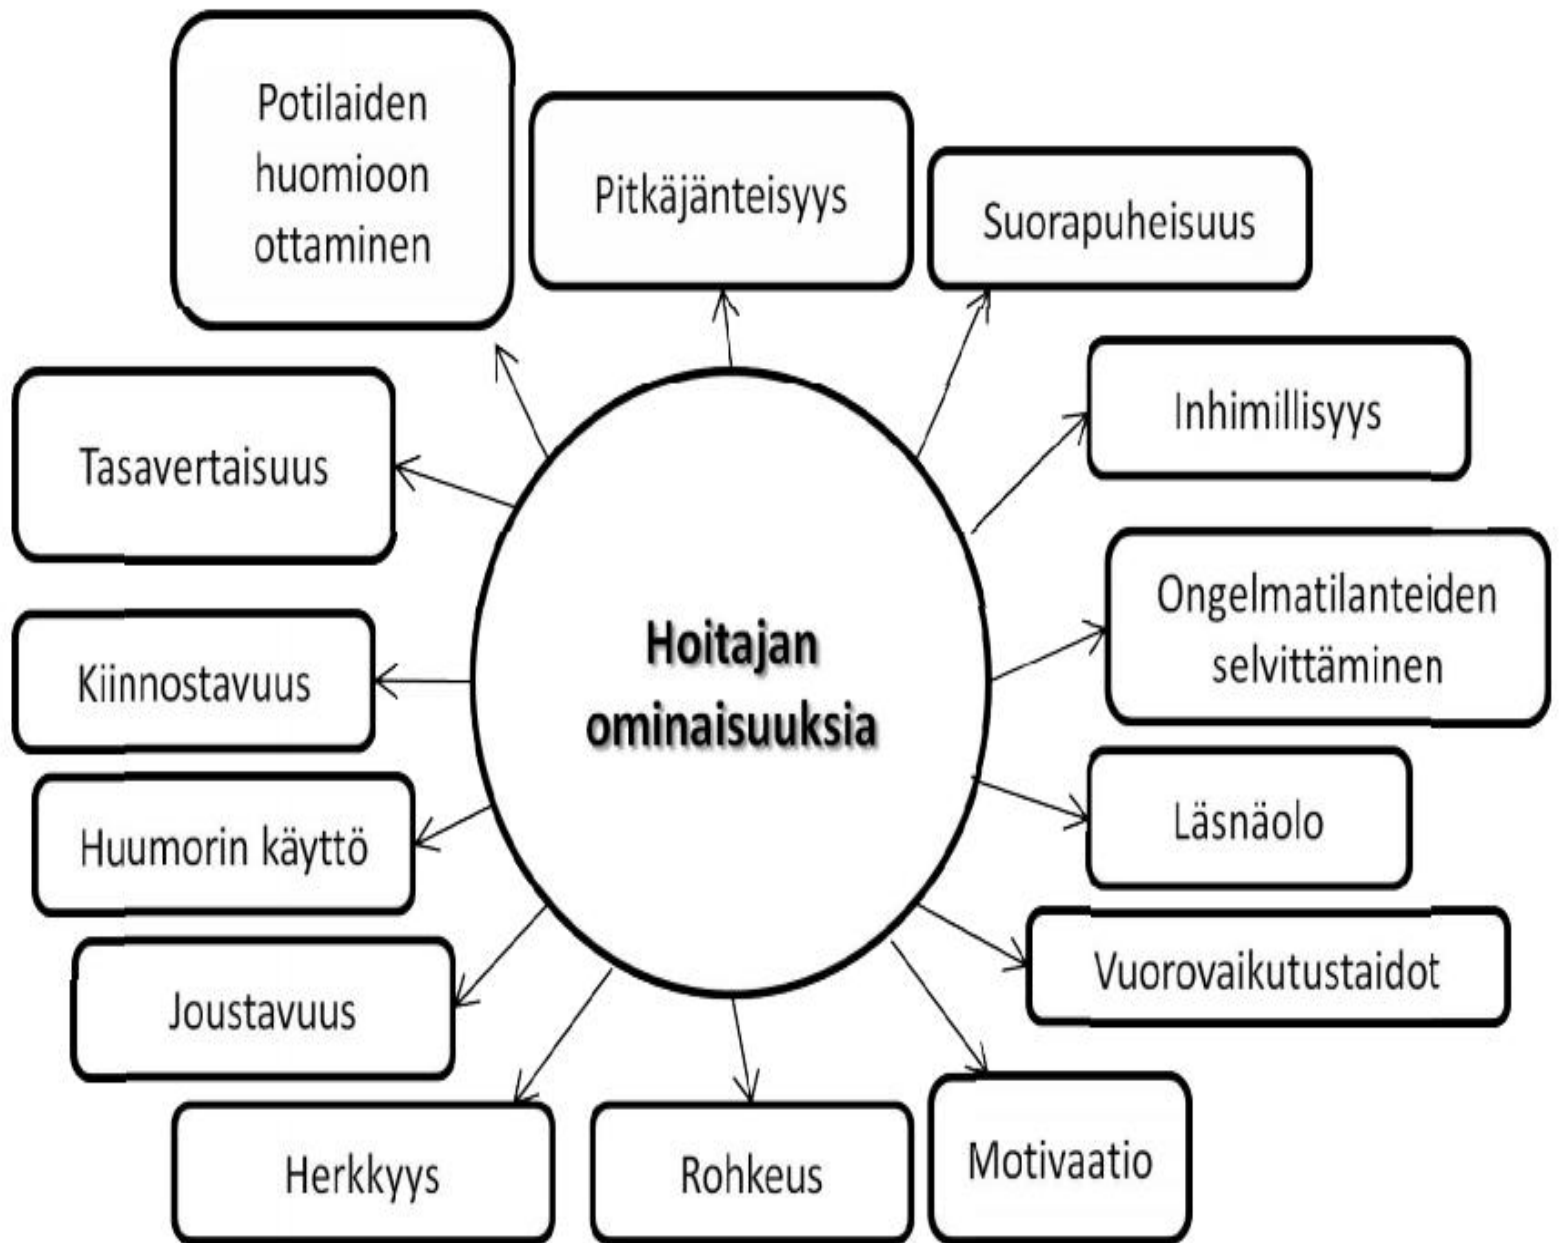 Potilaiden
huomioon
ottaminen
Pitkäjänteisyys
Suorapuheisuus
Inhimillisyys
Tasavertaisuus
Ongelmatilanteiden
selvittäminen
Kiinnostavuus
Hoitajan
ominaisuuksia
Läsnäolo
Huumorin käyttö
Vuorovaikutustaidot
Joustavuus
Motivaatio
Herkkyys
Rohkeus